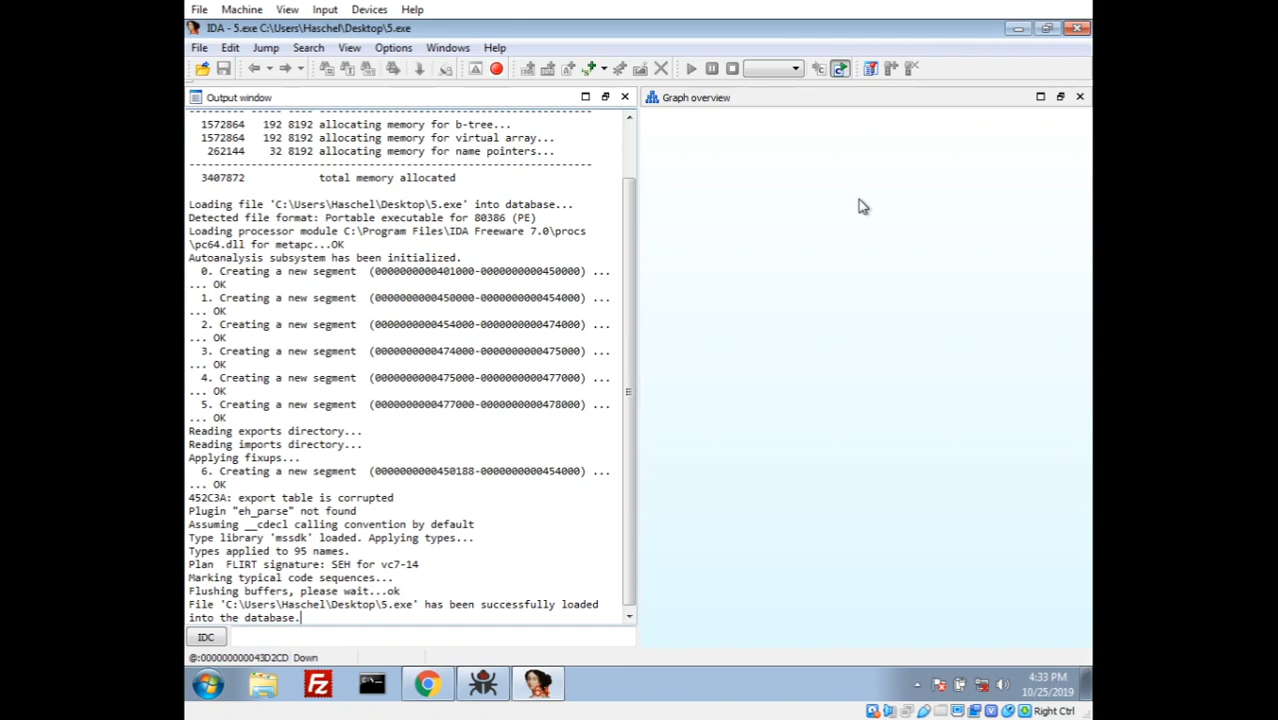 File Machine View Input Devices Help
IDA - 5.exe C:\Users\Haschel\Desktop\5.exe
File Edit Jump Search View Options Windows Help
Output window
Graph overview
1572864 192 8192 allocating memory for b-tree...
1572864 192 8192 allocating memory for virtual array...
262144 32 8192 allocating memory for name pointers...
-----------------------------------------------------------------
3407872 total memory allocated
Loading file 'C:\Users\Haschel\Desktop\5.exe' into database...
Detected file format: Portable executable for 80386 (PE)
Loading processor module C:\Program Files\IDA Freeware 7.0\procs
\pc64.dll for metapc...OK
Autoanalysis subsystem has been initialized.
0. Creating a new segment (0000000000401000-0000000000450000) ...
... OK
1. Creating a new segment (0000000000450000-0000000000454000) ...
... OK
2. Creating a new segment (0000000000454000-0000000000474000) ...
... OK
3. Creating a new segment (0000000000474000-0000000000475000) ...
... OK
4. Creating a new segment (0000000000475000-0000000000477000) ...
... OK
5. Creating a new segment (0000000000477000-0000000000478000) ...
... OK
Reading exports directory...
Reading imports directory...
Applying fixups...
6. Creating a new segment (0000000000450188-0000000000454000) ...
... OK
452C3A: export table is corrupted
Plugin "eh_parse" not found
Assuming __cdecl calling convention by default
Type library 'mssdk' loaded. Applying types...
Types applied to 95 names.
Plan FLIRT signature: SEH for vc7-14
Marking typical code sequences...
Flushing buffers, please wait...ok
File 'C:\Users\Haschel\Desktop\5.exe' has been successfully loaded
into the database.
IDC
@:000000000043D2CD Down
4:33 PM
10/25/2019
Right Ctrl